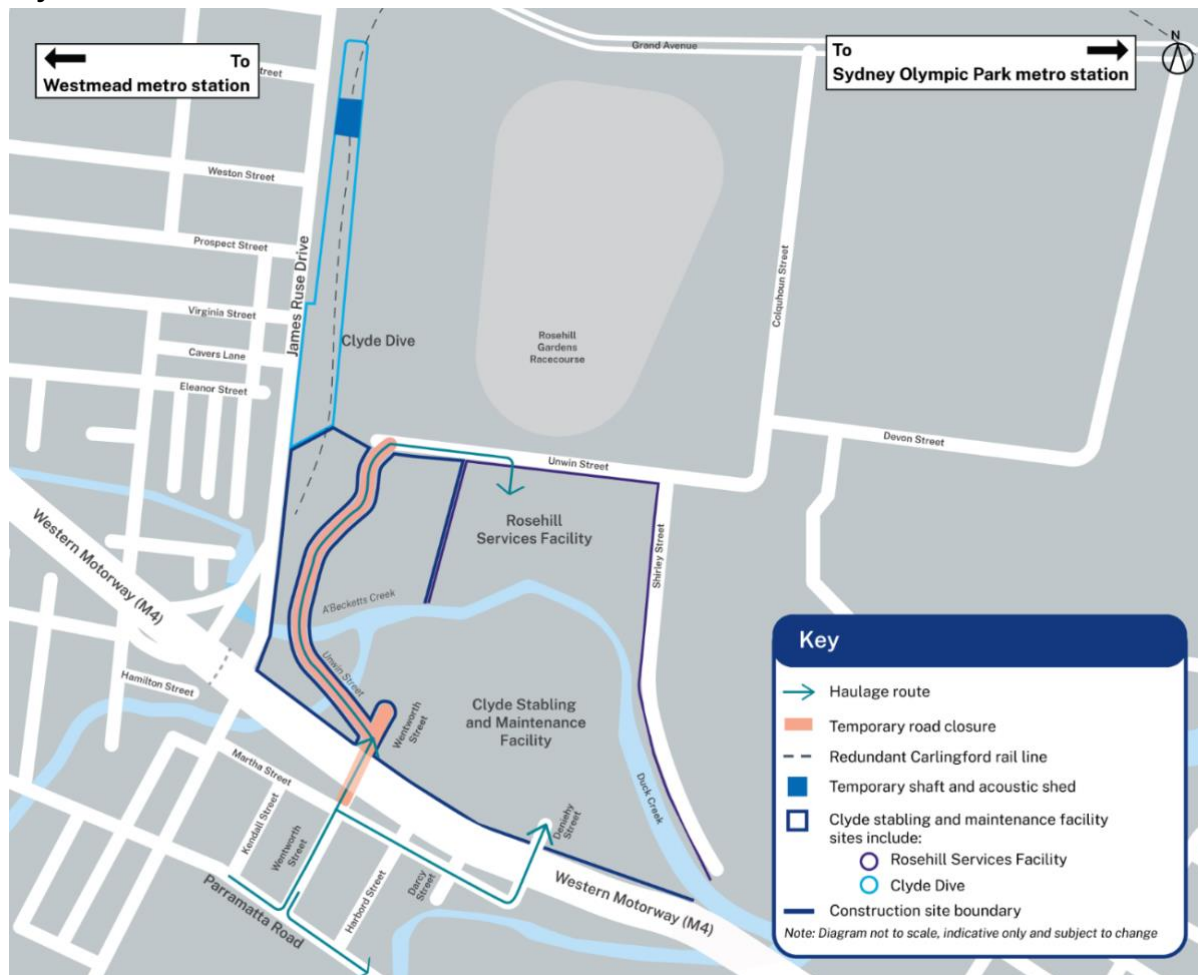 To
Westmead metro station
Street
Grand Avenue
To
Sydney Olympic Park metro station
N
Weston Street
Prospect Street
James Ruse Drive
Virginia Street
Cavers Lane
Eleanor Street
Clyde Dive
Rosehill
Gardens
Racecourse
Colquhoun Street
Devon Street
Unwin Street
Rosehill
Services Facility
Shirley Street
Western Motorway (M4)
A'Becketts Creek
Unwin Street
Hamilton Street
Wentworth
Street
Clyde Stabling
and Maintenance
Facility
Duck Creek
Martha Street
Kendall Street
Wentworth
Street
Harbord Street
Darcy
Street
Deniehy
Street
Parramatta Road
Western Motorway (M4)
Key
Haulage route
Temporary road closure
Redundant Carlingford rail line
Temporary shaft and acoustic shed
Clyde stabling and maintenance facility
sites include:
Rosehill Services Facility
Clyde Dive
Construction site boundary
Note: Diagram not to scale, indicative only and subject to change